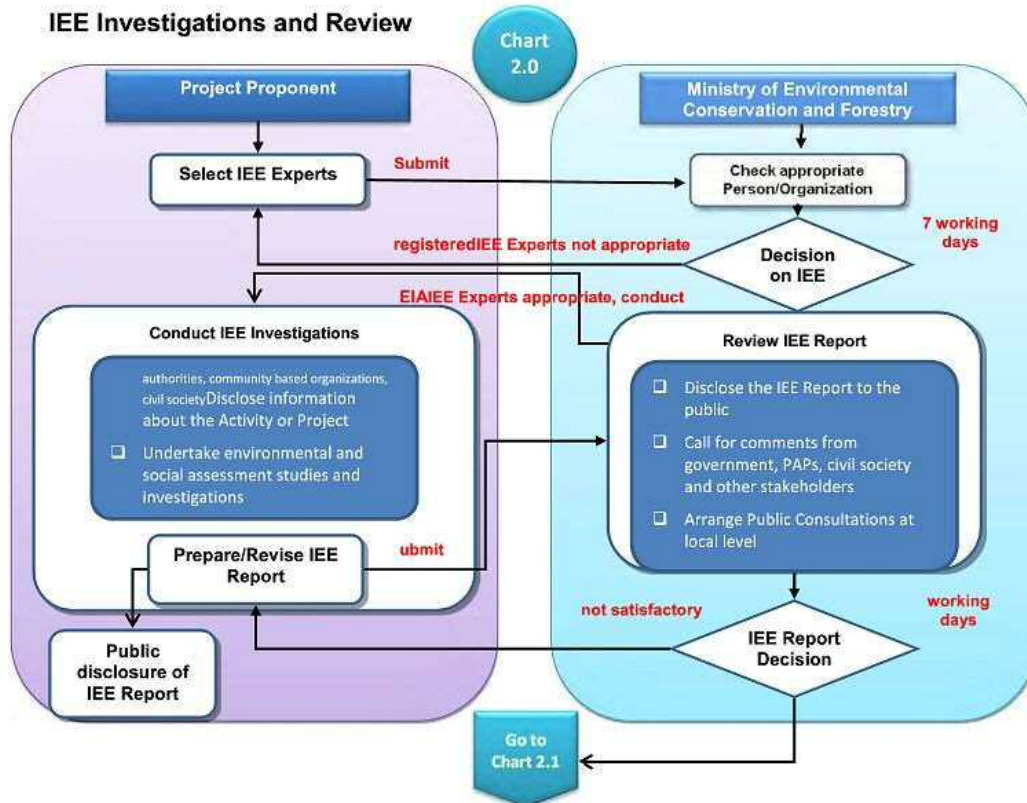 IEE Investigations and Review
Chart
2.0
Project Proponent
Ministry of Environmental
Conservation and Forestry
Select IEE Experts
Submit
Check appropriate
Person/Organization
7 working
days
registeredIEE Experts not appropriate
Decision
on IEE
EIAIEE Experts appropriate, conduct
Conduct IEE Investigations
authorities, community based organizations,
civil societyDisclose information
about the Activity or Project
❑ Undertake environmental and
social assessment studies and
investigations
Prepare/Revise IEE
Report
ubmit
Public
disclosure of
IEE Report
Review IEE Report
❑ Disclose the IEE Report to the
public
❑ Call for comments from
government, PAPs, civil society
and other stakeholders
❑ Arrange Public Consultations at
local level
not satisfactory
working
days
IEE Report
Decision
Go to
Chart 2.1